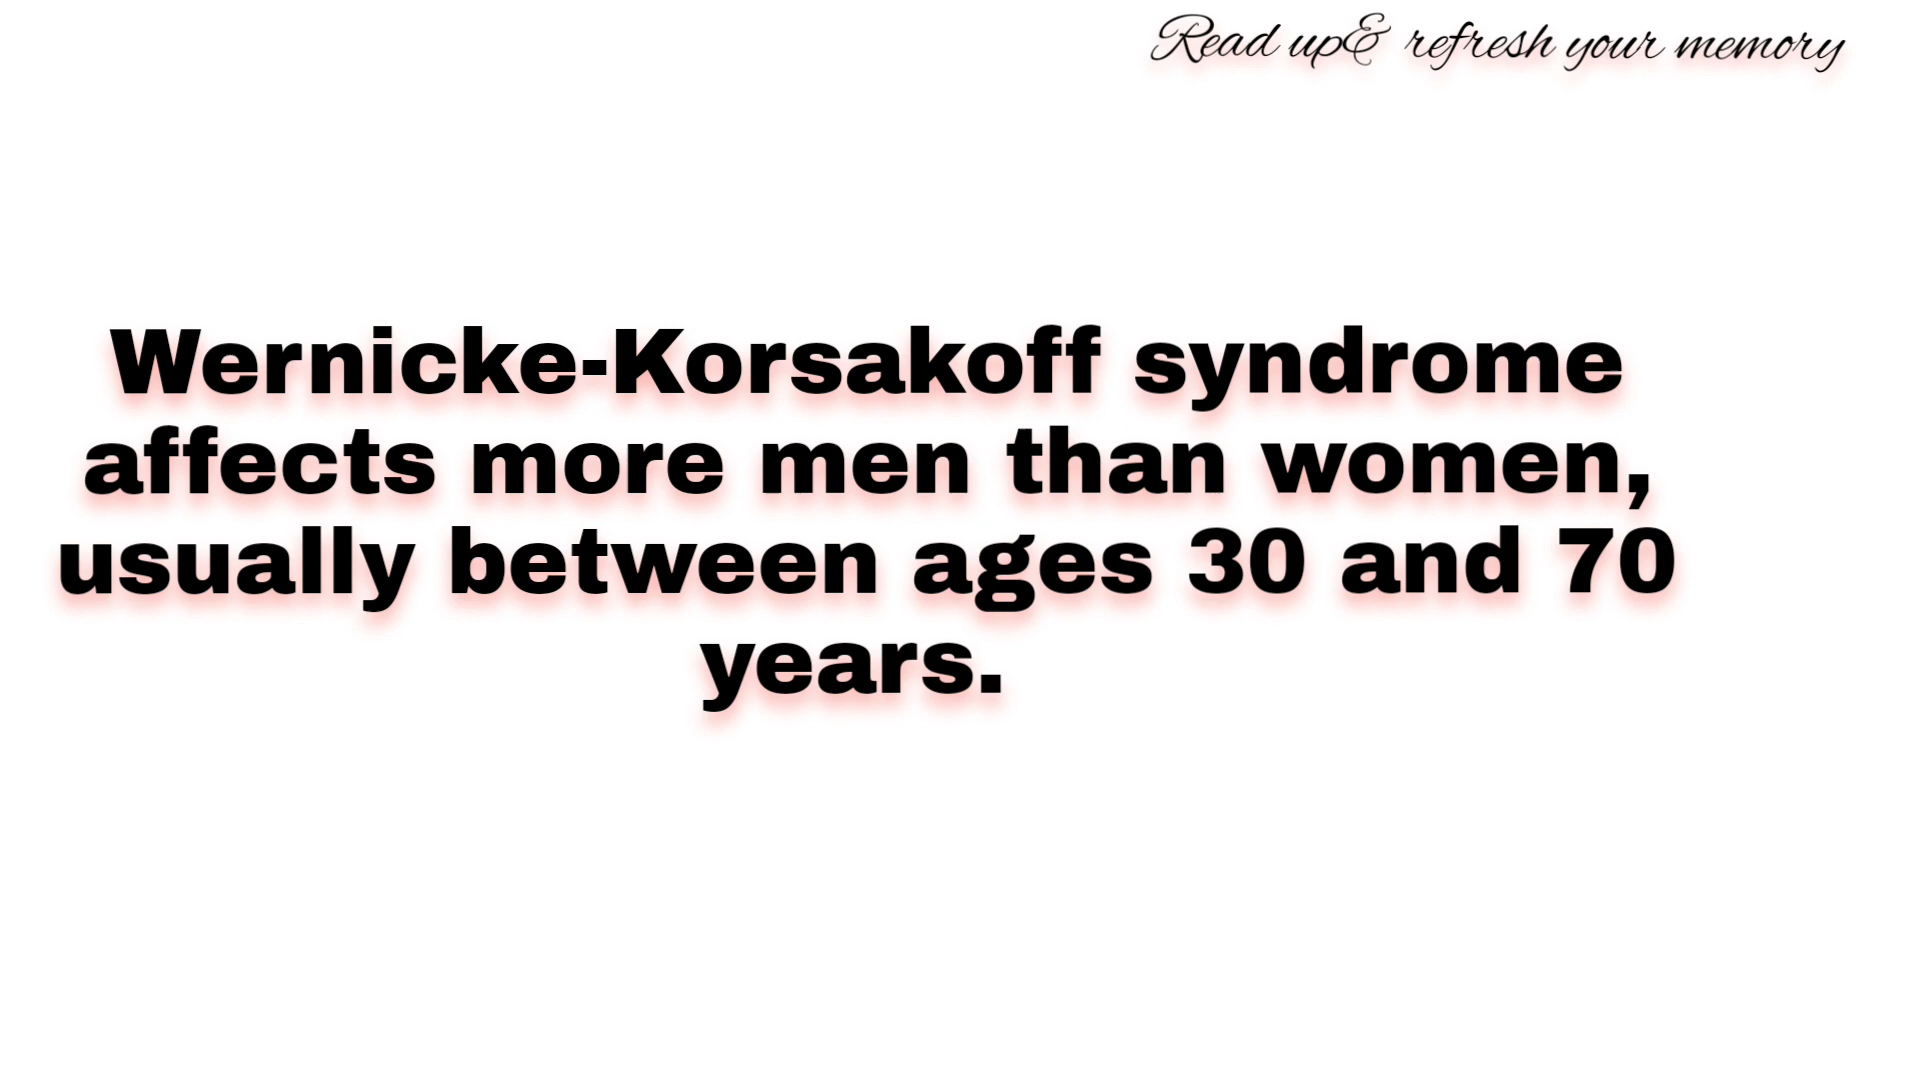 Read up& refresh your memory
Wernicke-Korsakoff syndrome
affects more men than women,
usually between ages 30 and 70
years.